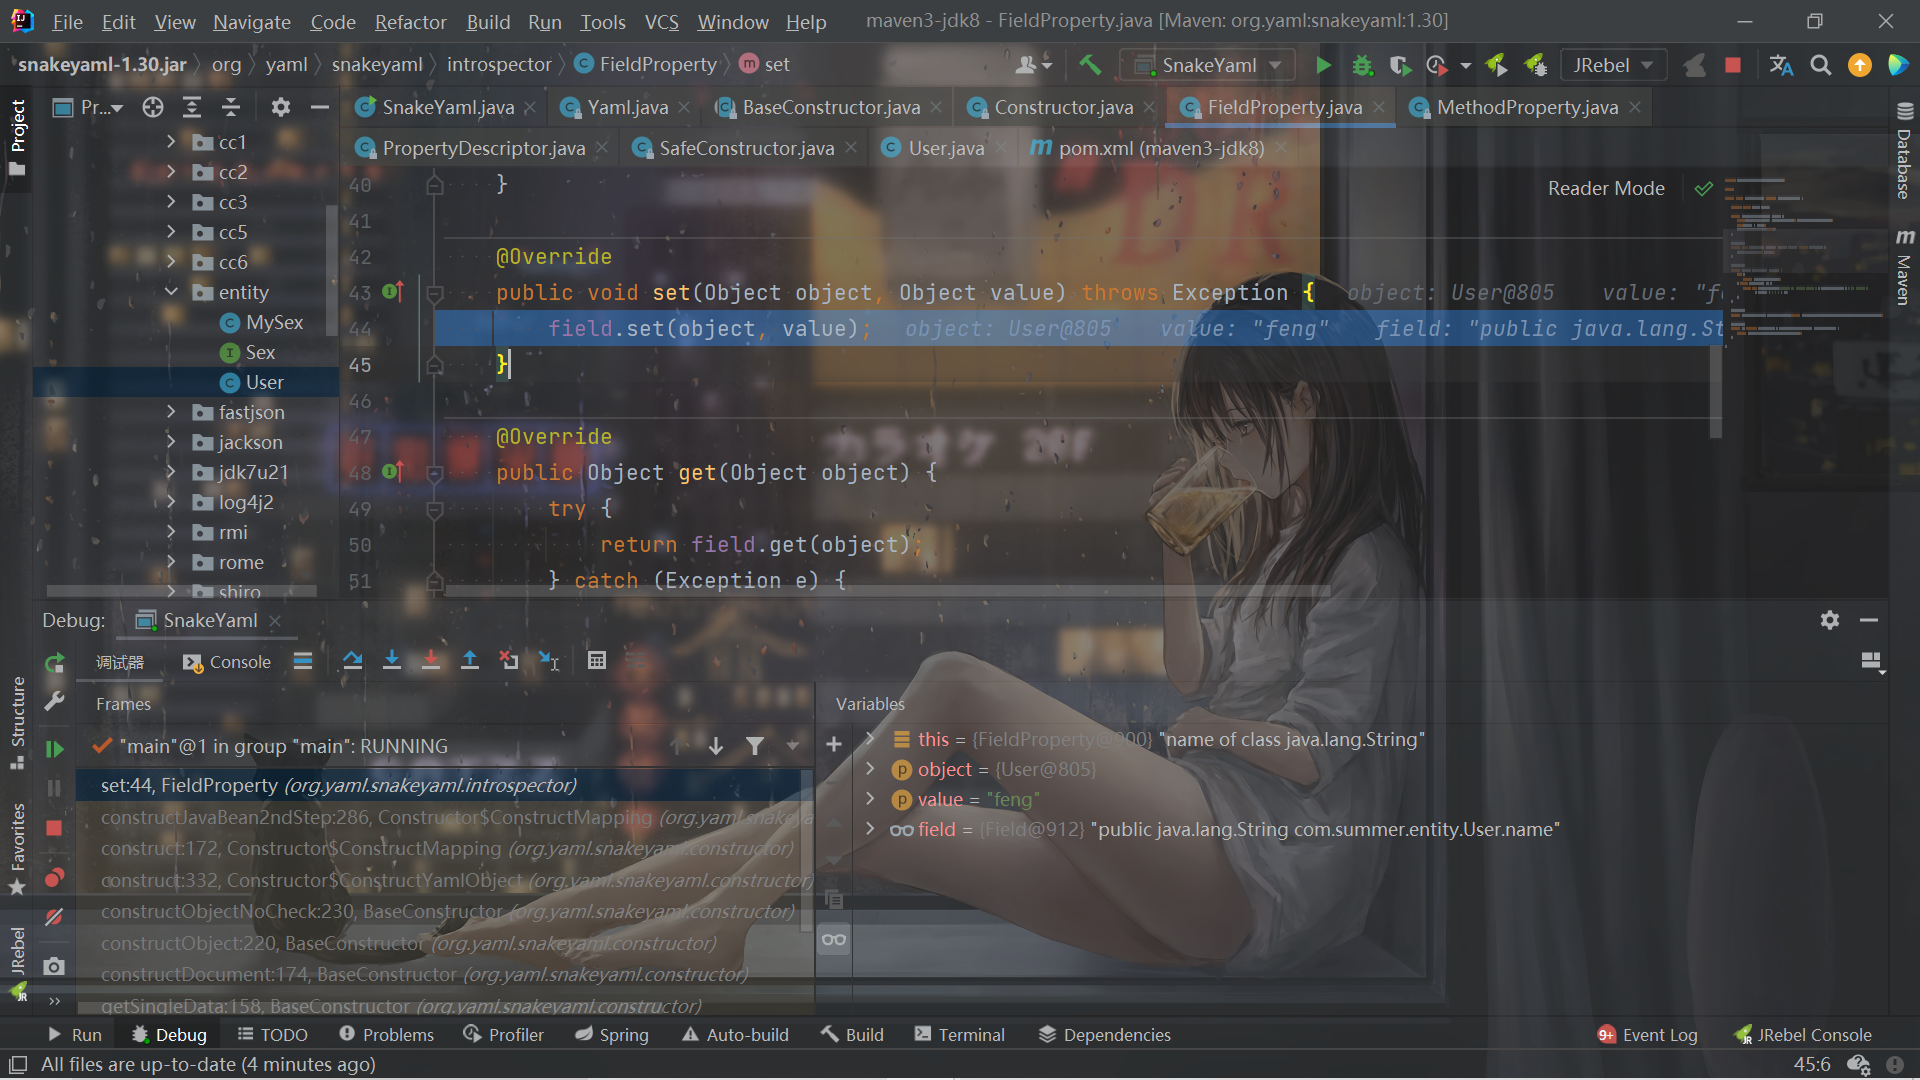 File Edit View Navigate Code Refactor Build Run Tools VCS Window Help maven3-jdk8 - FieldProperty.java [Maven: org.yaml:snakeyaml:1.30]
snakeyaml-1.30.jar org yaml snakeyaml introspector FieldProperty set SnakeYaml JRebel
Project
Pr...
SnakeYaml.java Yaml.java BaseConstructor.java Constructor.java FieldProperty.java MethodProperty.java
PropertyDescriptor.java SafeConstructor.java User.java pom.xml (maven3-jdk8)
cc1
cc2
cc3
cc5
cc6
entity
MySex
Sex
User
fastjson
jackson
jdk7u21
log4j2
rmi
rome
shiro
Reader Mode
Database
Maven
40 }
41
42 @Override
43 public void set(Object object, Object value) throws Exception { object: User@805 value: "f
44 field.set(object, value); object: User@805 value: "feng" field: "public java.lang.St
45 }
46
47 @Override
48 public Object get(Object object) {
49 try {
50 return field.get(object);
51 } catch (Exception e) {
カラオケ
DR
Debug: SnakeYaml
调试器 Console
Frames
"main"@1 in group "main": RUNNING
set:44, FieldProperty (org.yaml.snakeyaml.introspector)
constructJavaBean2ndStep:286, Constructor$ConstructMapping (org.yaml.snakeya
construct:172, Constructor$ConstructMapping (org.yaml.snakeyaml.constructor)
construct:332, Constructor$ConstructYamlObject (org.yaml.snakeyaml.constructor)
constructObjectNoCheck:230, BaseConstructor (org.yaml.snakeyaml.constructor)
constructObject:220, BaseConstructor (org.yaml.snakeyaml.constructor)
constructDocument:174, BaseConstructor (org.yaml.snakeyaml.constructor)
getSingleData:158, BaseConstructor (org.yaml.snakeyaml.constructor)
Variables
this = {FieldProperty@900} "name of class java.lang.String"
object = {User@805}
value = "feng"
field = {Field@912} "public java.lang.String com.summer.entity.User.name"
Structure
Favorites
JRebel
Run Debug TODO Problems Profiler Spring Auto-build Build Terminal Dependencies 9+ Event Log JRebel Console
All files are up-to-date (4 minutes ago) 45:6